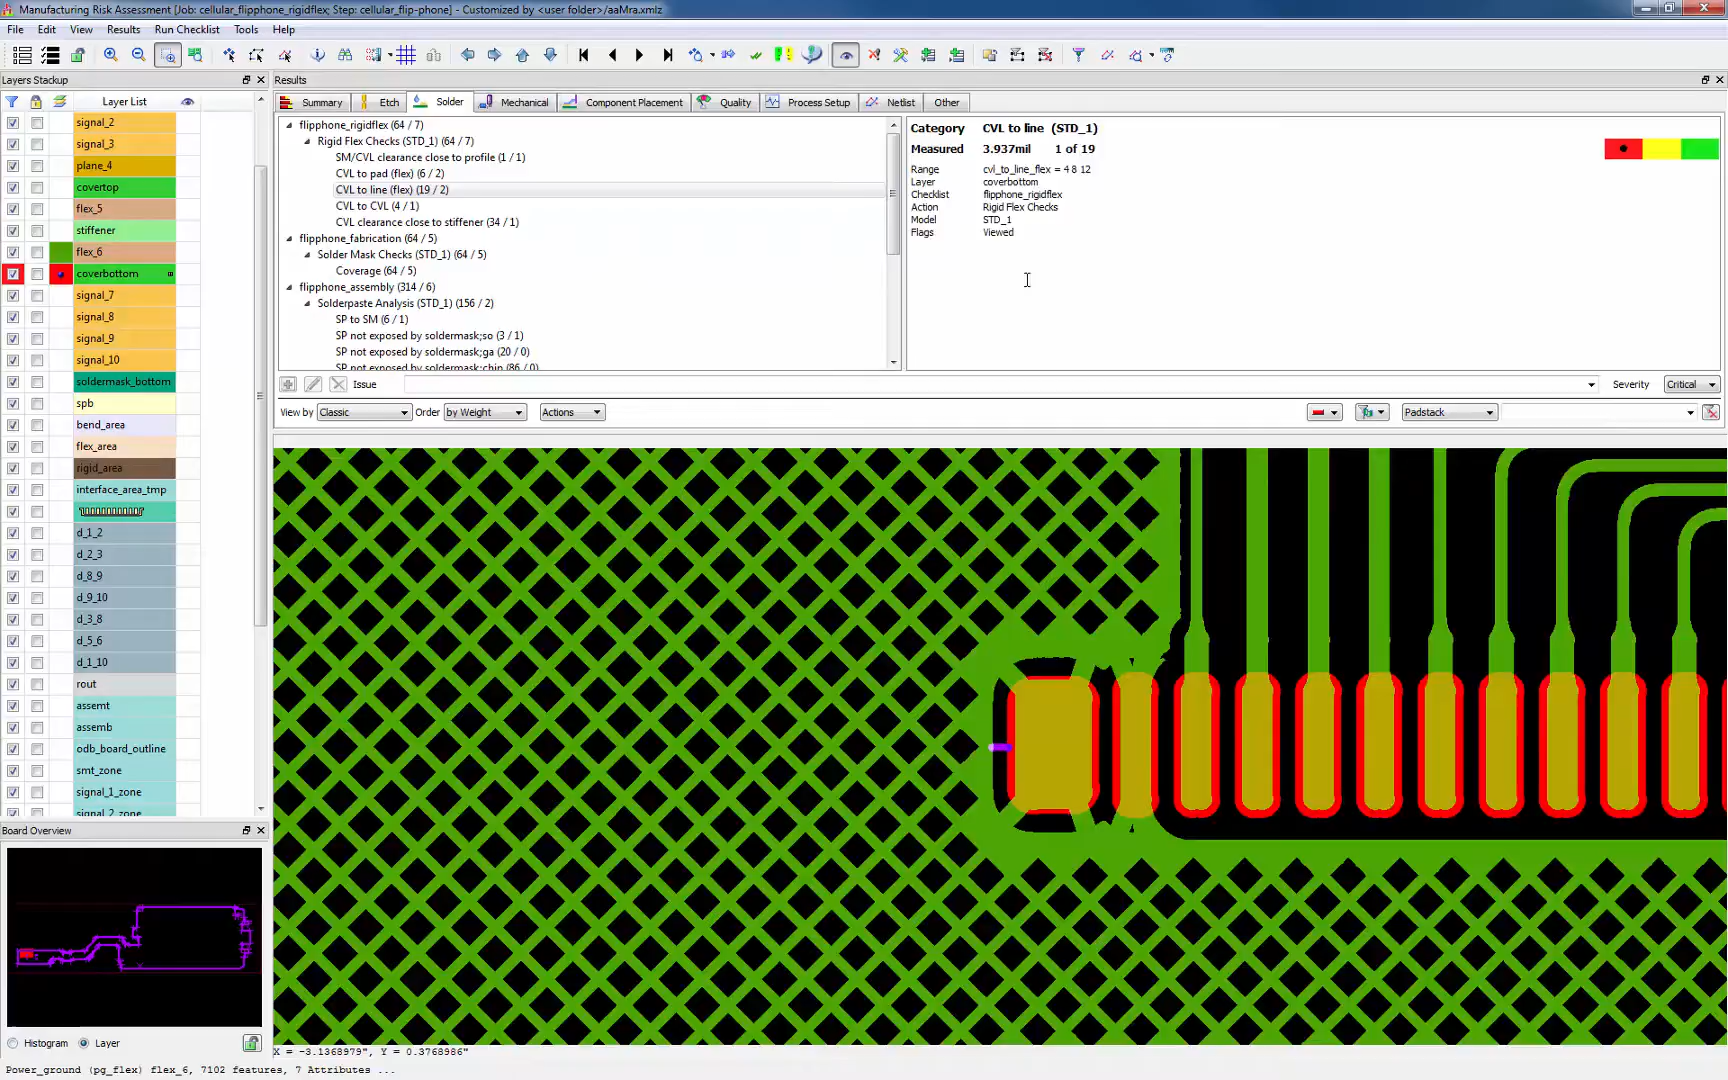 Manufacturing Risk Assessment [Job: cellular_flipphone_rigidflex; Step: cellular_flip-phone] - Customized by <user folder>/aaMra.xmlz
File Edit View Results Run Checklist Tools Help
Layers Stackup
Layer List
signal_2
signal_3
plane_4
covertop
flex_5
stiffener
flex_6
coverbottom
signal_7
signal_8
signal_9
signal_10
soldermask_bottom
spb
bend_area
flex_area
rigid_area
interface_area_tmp
d_1_2
d_2_3
d_8_9
d_9_10
d_3_8
d_5_6
d_1_10
rout
assemt
assemb
odb_board_outline
smt_zone
signal_1_zone
signal_2_zone
Board Overview
Histogram Layer
Results
Summary Etch Solder Mechanical Component Placement Quality Process Setup Netlist Other
flipphone_rigidflex (64 / 7)
Rigid Flex Checks (STD_1) (64 / 7)
SM/CVL clearance close to profile (1 / 1)
CVL to pad (flex) (6 / 2)
CVL to line (flex) (19 / 2)
CVL to CVL (4 / 1)
CVL clearance close to stiffener (34 / 1)
flipphone_fabrication (64 / 5)
Solder Mask Checks (STD_1) (64 / 5)
Coverage (64 / 5)
flipphone_assembly (314 / 6)
Solderpaste Analysis (STD_1) (156 / 2)
SP to SM (6 / 1)
SP not exposed by soldermask;so (3 / 1)
SP not exposed by soldermask;ga (20 / 0)
SP not exposed by soldermask;chip (86 / 0)
Category CVL to line (STD_1)
Measured 3.937mil 1 of 19
Range cvl_to_line_flex = 4 8 12
Layer coverbottom
Checklist flipphone_rigidflex
Action Rigid Flex Checks
Model STD_1
Flags Viewed
Issue Severity Critical
View by Classic Order by Weight Actions Padstack
X = -3.1368979", Y = 0.3768986"
Power_ground (pg_flex) flex_6, 7102 features, 7 Attributes ...